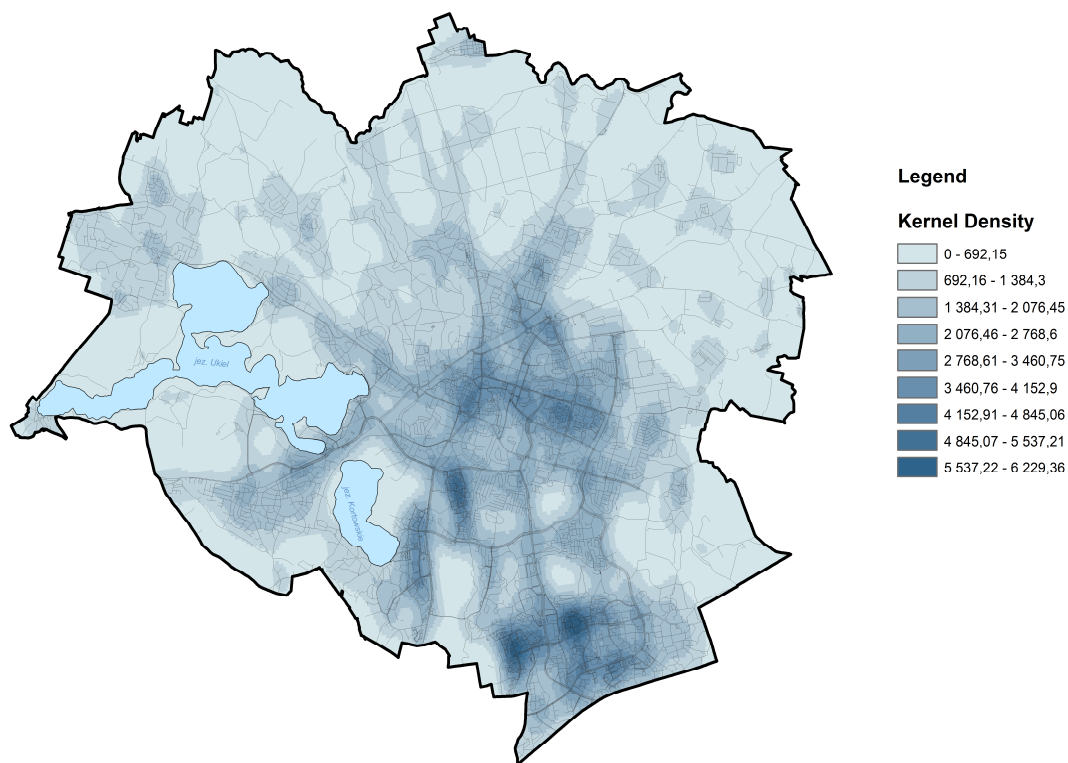 Legend
Kernel Density
0 - 692,15
692,16 - 1 384,3
1 384,31 - 2 076,45
2 076,46 - 2 768,6
2 768,61 - 3 460,75
3 460,76 - 4 152,9
4 152,91 - 4 845,06
4 845,07 - 5 537,21
5 537,22 - 6 229,36
jez. Ukiel
jez. Kortowskie